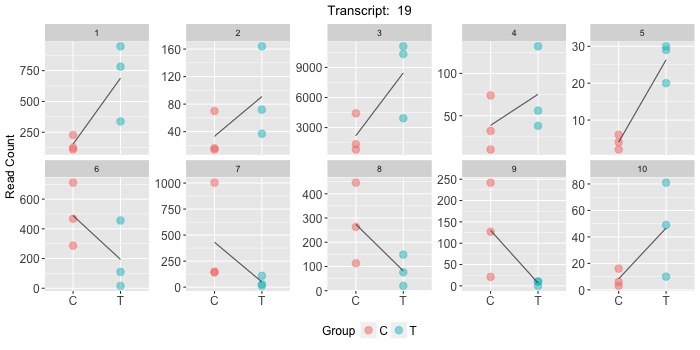 Transcript: 19
1 2 3 4 5
750 160 9000 100 30
500 120 6000 50 20
250 80 3000 10
40
Read Count
6 7 8 9 10
600 1000 400 250 80
400 750 300 200 60
200 500 200 150 40
0 250 100 100 20
0 0 50 0
0
C T C T C T C T C T
Group C T